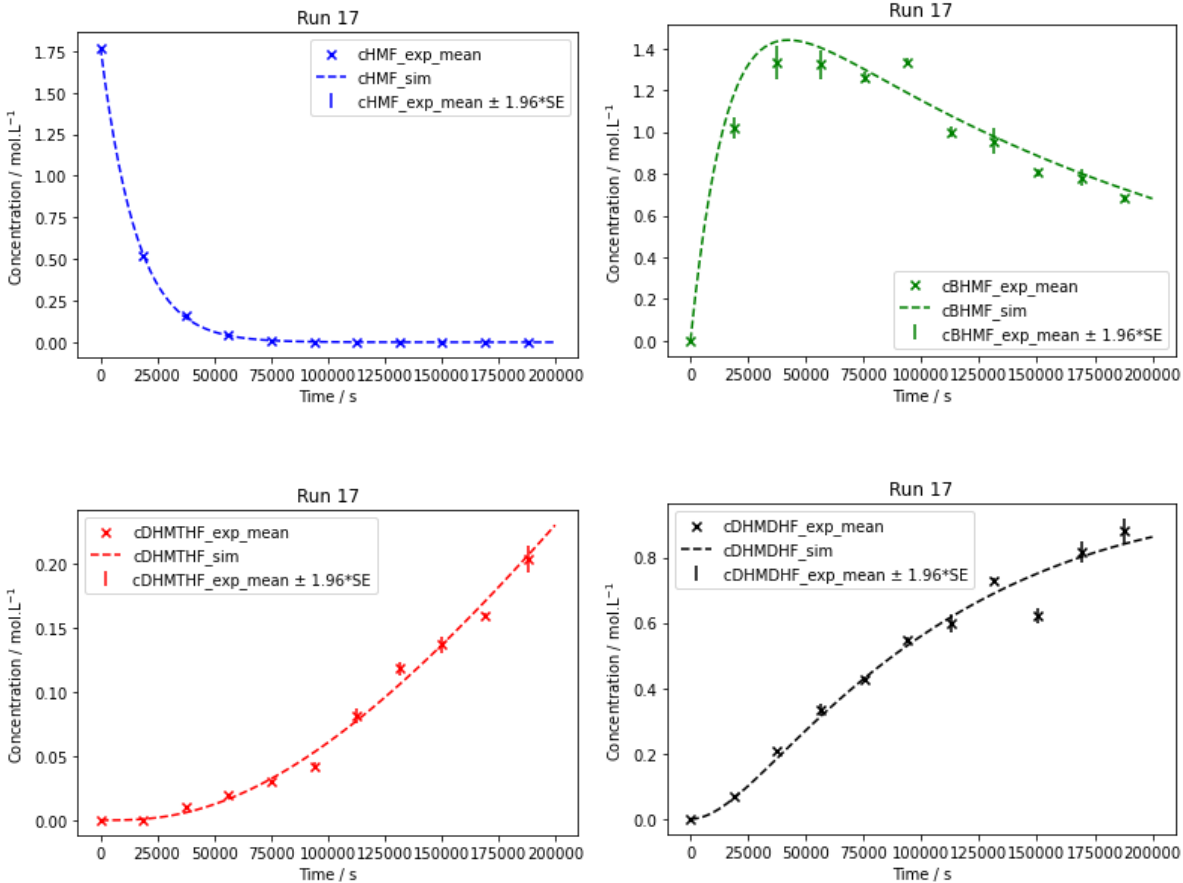 Run 17
Concentration / mol.L⁻¹
1.75
1.50
1.25
1.00
0.75
0.50
0.25
0.00
cHMF_exp_mean
cHMF_sim
cHMF_exp_mean ± 1.96*SE
0 25000 50000 75000 100000 125000 150000 175000 200000
Time / s
Run 17
Concentration / mol.L⁻¹
1.4
1.2
1.0
0.8
0.6
0.4
0.2
0.0
cBHMF_exp_mean
cBHMF_sim
cBHMF_exp_mean ± 1.96*SE
0 25000 50000 75000 100000 125000 150000 175000 200000
Time / s
Run 17
Concentration / mol.L⁻¹
0.20
0.15
0.10
0.05
0.00
cDHMTHF_exp_mean
cDHMTHF_sim
cDHMTHF_exp_mean ± 1.96*SE
0 25000 50000 75000 100000 125000 150000 175000 200000
Time / s
Run 17
Concentration / mol.L⁻¹
0.8
0.6
0.4
0.2
0.0
cDHMDHF_exp_mean
cDHMDHF_sim
cDHMDHF_exp_mean ± 1.96*SE
0 25000 50000 75000 100000 125000 150000 175000 200000
Time / s